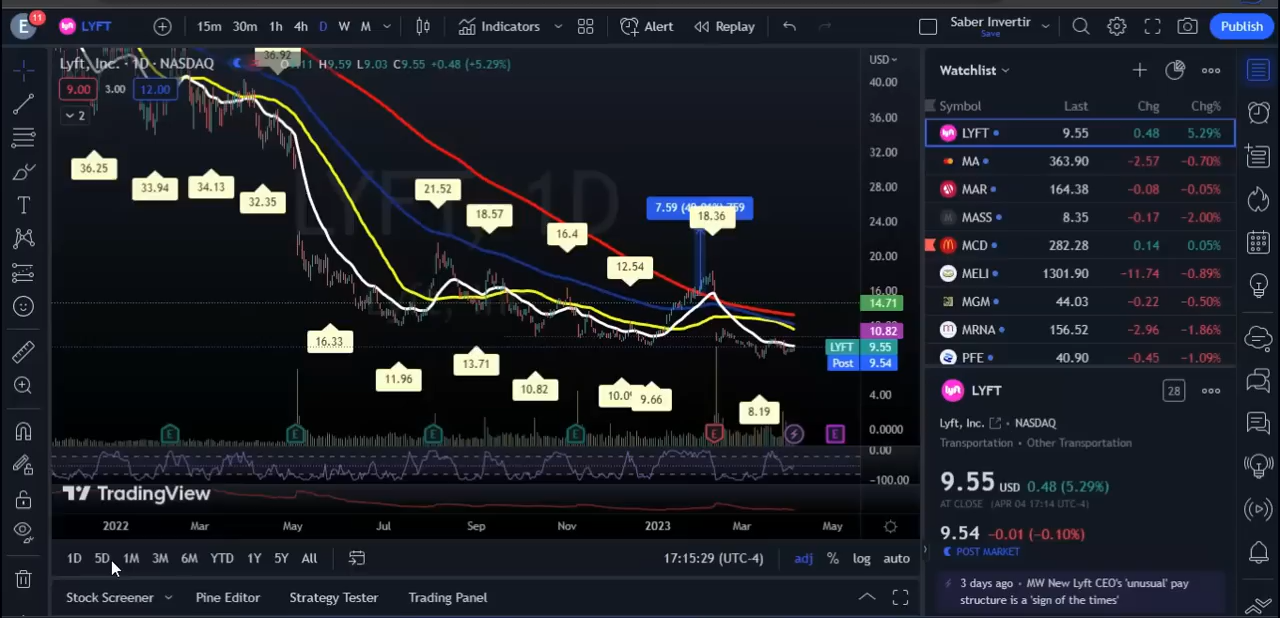 E 11 LYFT 15m 30m 1h 4h D W M Indicators Alert Replay Saber Invertir Save Publish
Lyft, Inc. · 1D · NASDAQ H9.59 L9.03 C9.55 +0.48 (+5.29%)
9.00 3.00 12.00
2
USD
40.00
36.00
32.00
28.00
24.00
20.00
16.00
14.71
10.82
LYFT 9.55
Post 9.54
4.00
0.0000
0.00
-100.00
36.92
36.25
33.94
34.13
32.35
21.52
18.57
16.4
12.54
18.36
16.33
11.96
13.71
10.82
9.66
8.19
LYFT, 1D
E E E E E E
TradingView
2022 Mar May Jul Sep Nov 2023 Mar May
1D 5D 1M 3M 6M YTD 1Y 5Y All 17:15:29 (UTC-4) adj % log auto
Stock Screener Pine Editor Strategy Tester Trading Panel
Watchlist
Symbol Last Chg Chg%
LYFT 9.55 0.48 5.29%
MA 363.90 −2.57 −0.70%
MAR 164.38 −0.08 −0.05%
MASS 8.35 −0.17 −2.00%
MCD 282.28 0.14 0.05%
MELI 1301.90 −11.74 −0.89%
MGM 44.03 −0.22 −0.50%
MRNA 156.52 −2.96 −1.86%
PFE 40.90 −0.45 −1.09%
LYFT 28
Lyft, Inc. · NASDAQ
Transportation · Other Transportation
9.55 USD 0.48 (5.29%)
AT CLOSE (APR 04 17:14 UTC-4)
9.54 −0.01 (−0.10%)
POST MARKET
3 days ago · MW New Lyft CEO's 'unusual' pay
structure is a 'sign of the times'